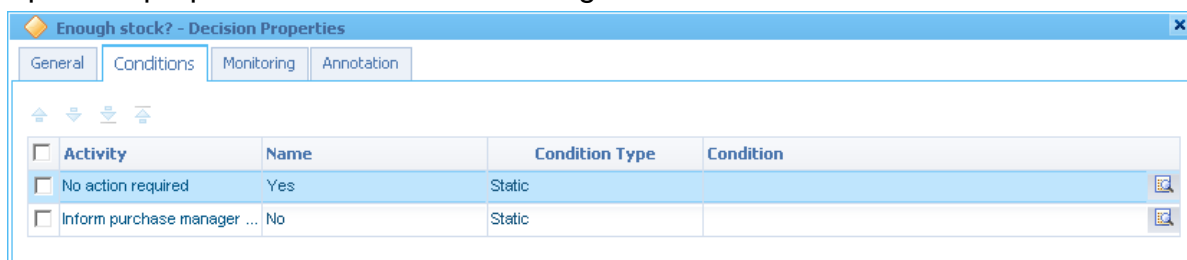 Enough stock? - Decision Properties
General Conditions Monitoring Annotation
Activity Name Condition Type Condition
No action required Yes Static
Inform purchase manager ... No Static